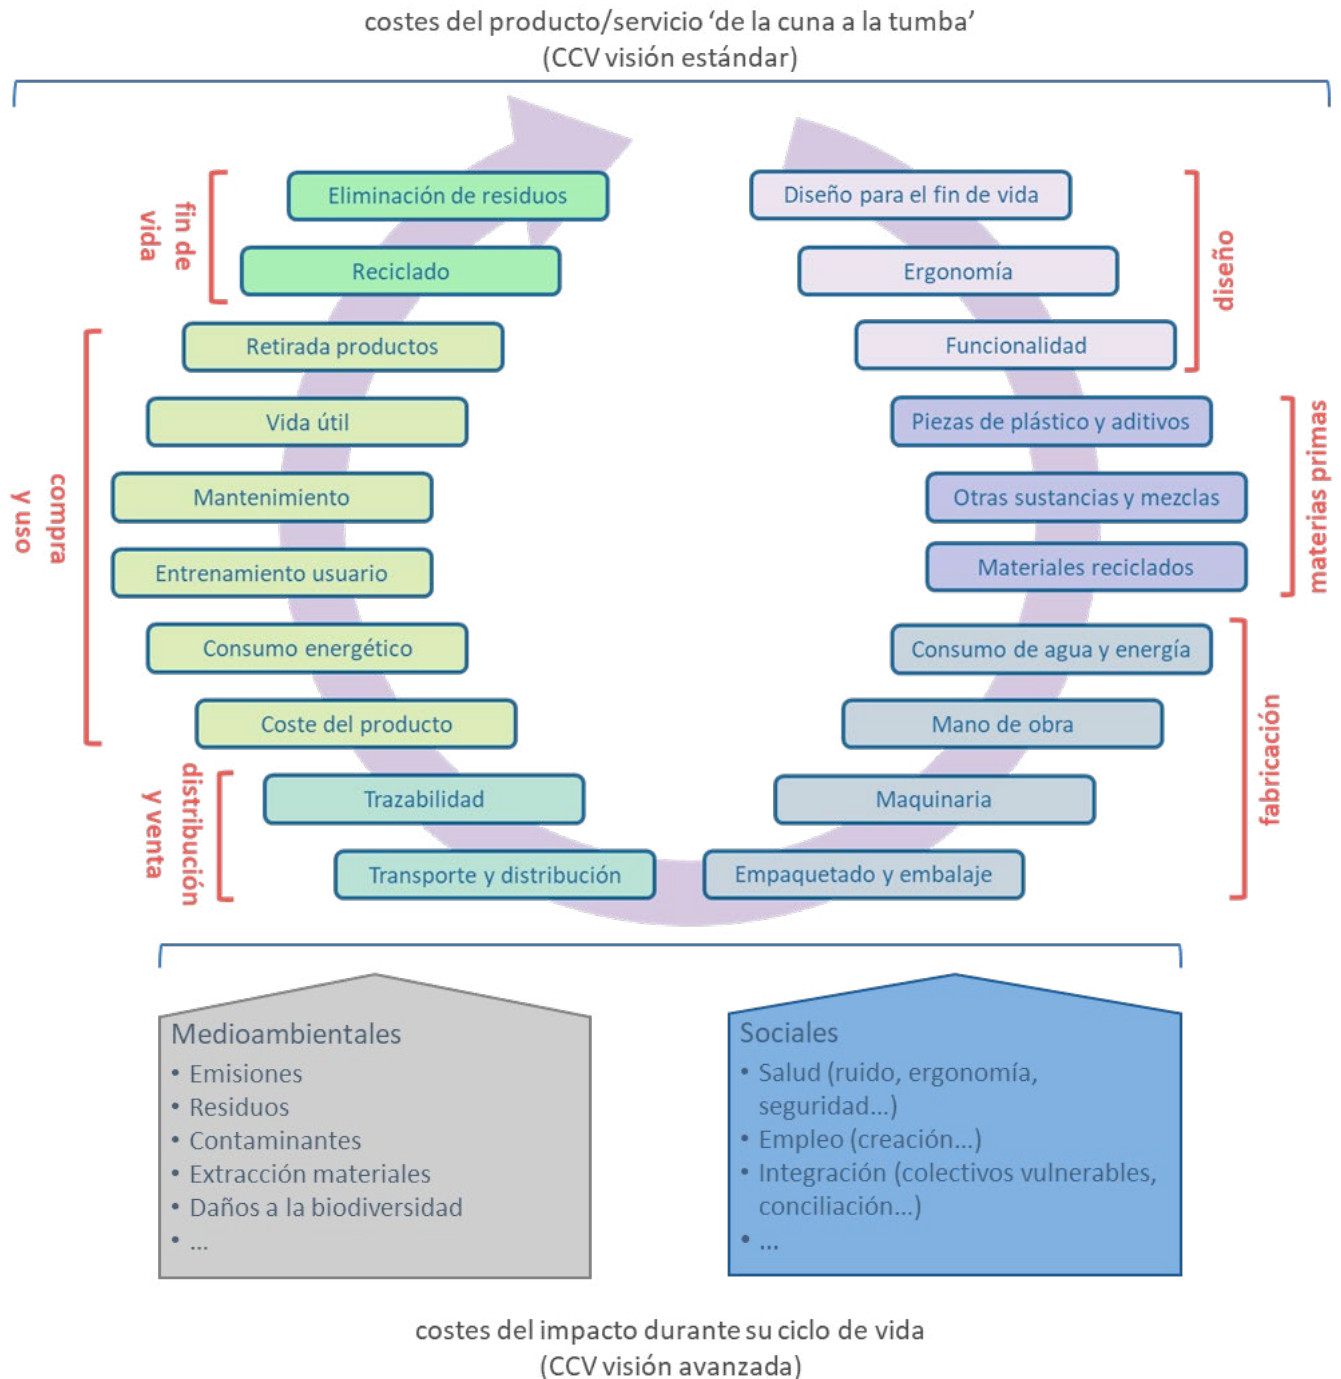 costes del producto/servicio ‘de la cuna a la tumba’
(CCV visión estándar)
Diseño para el fin de vida
Ergonomía
Funcionalidad
diseño
Piezas de plástico y aditivos
Otras sustancias y mezclas
Materiales reciclados
materias primas
Consumo de agua y energía
Mano de obra
Maquinaria
Empaquetado y embalaje
fabricación
Transporte y distribución
Trazabilidad
distribución
y venta
Coste del producto
Consumo energético
Entrenamiento usuario
Mantenimiento
Vida útil
Retirada productos
compra
y uso
Reciclado
Eliminación de residuos
fin de
vida
Medioambientales
• Emisiones
• Residuos
• Contaminantes
• Extracción materiales
• Daños a la biodiversidad
• ...
Sociales
• Salud (ruido, ergonomía,
seguridad...)
• Empleo (creación...)
• Integración (colectivos vulnerables,
conciliación...)
• ...
costes del impacto durante su ciclo de vida
(CCV visión avanzada)